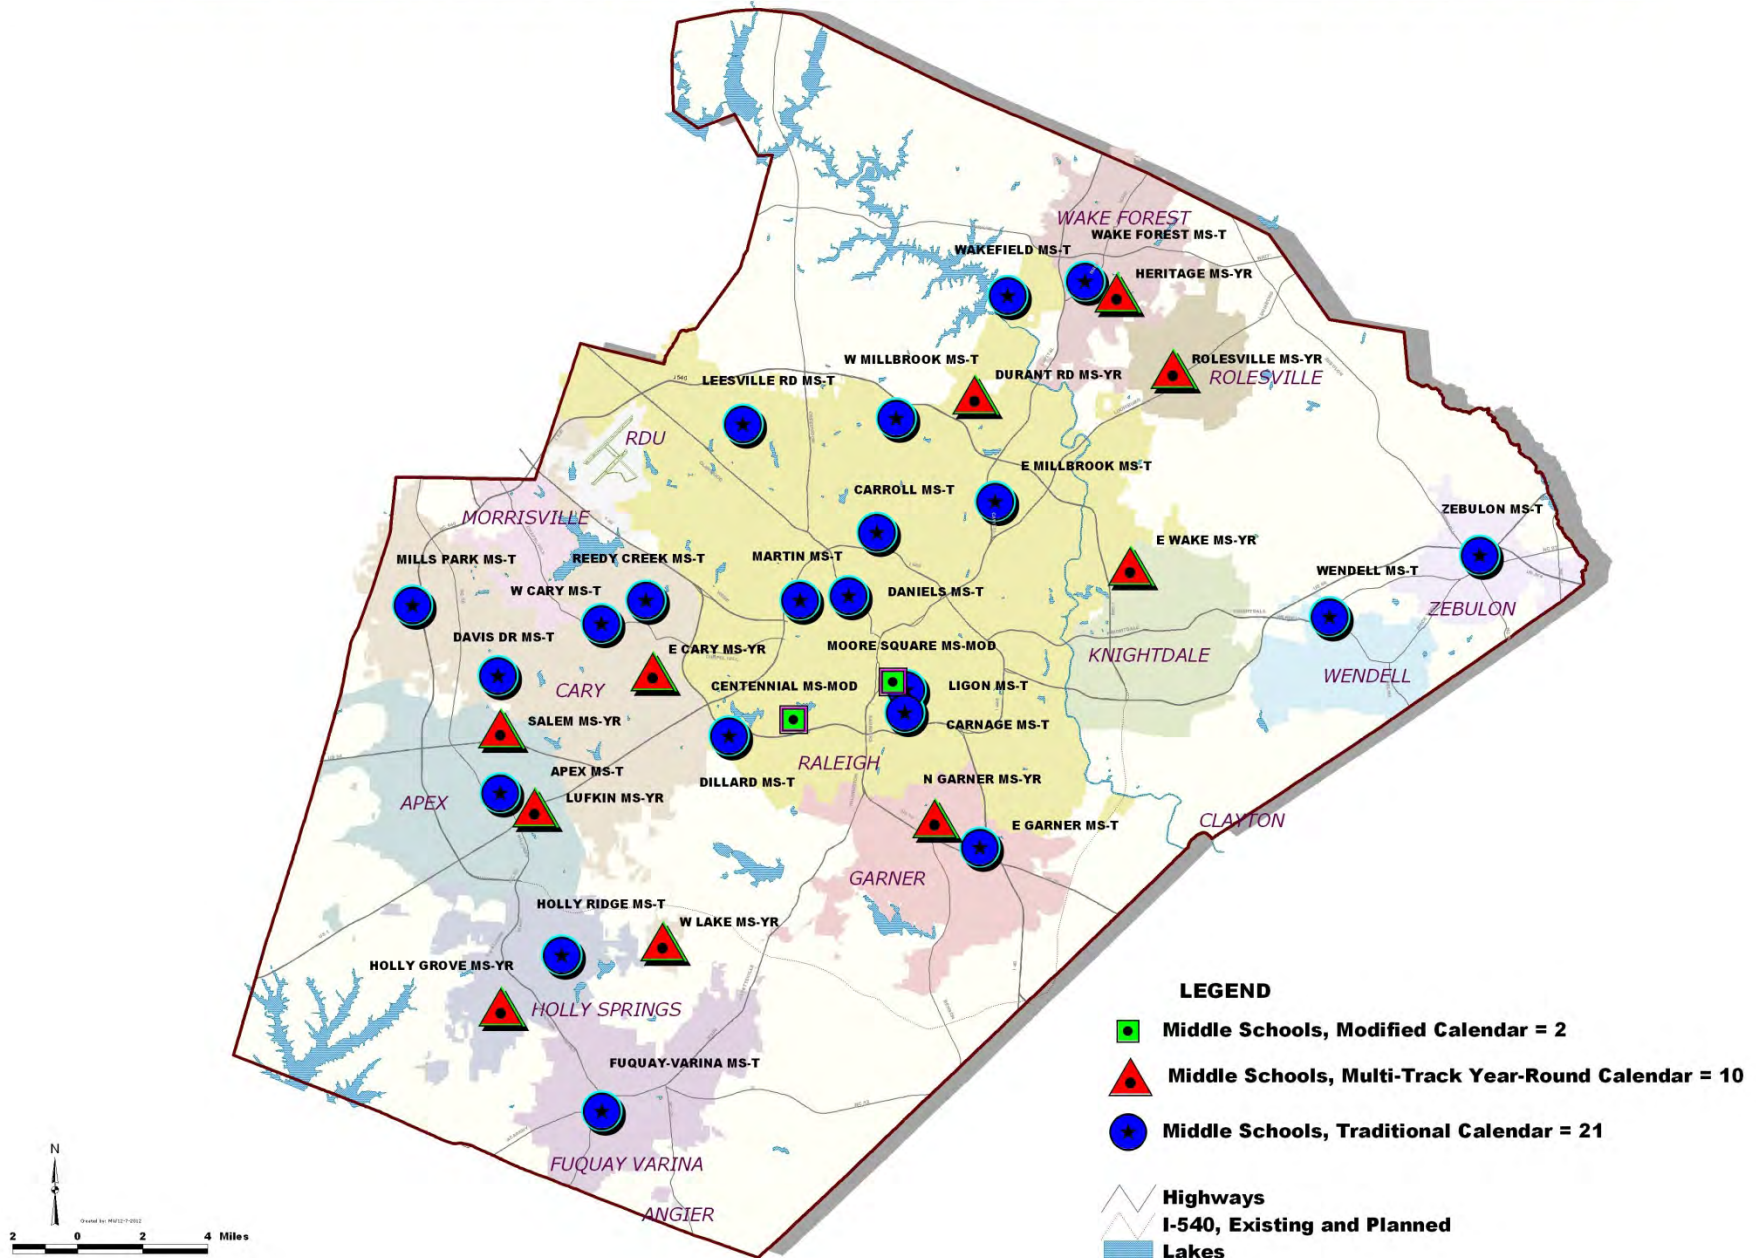 WAKE FOREST
WAKE FOREST MS-T
WAKEFIELD MS-T
HERITAGE MS-YR
W MILLBROOK MS-T
ROLESVILLE MS-YR
DURANT RD MS-YR
ROLESVILLE
LEESVILLE RD MS-T
RDU
E MILLBROOK MS-T
CARROLL MS-T
ZEBULON MS-T
MORRISVILLE
E WAKE MS-YR
MILLS PARK MS-T
REEDY CREEK MS-T
MARTIN MS-T
WENDELL MS-T
W CARY MS-T
DANIELS MS-T
ZEBULON
DAVIS DR MS-T
E CARY MS-YR
MOORE SQUARE MS-MOD
KNIGHTDALE
WENDELL
CARY
CENTENNIAL MS-MOD
LIGON MS-T
SALEM MS-YR
CARNAGE MS-T
RALEIGH
APEX MS-T
DILLARD MS-T
N GARNER MS-YR
LUFKIN MS-YR
APEX
CLAYTON
E GARNER MS-T
GARNER
HOLLY RIDGE MS-T
W LAKE MS-YR
HOLLY GROVE MS-YR
HOLLY SPRINGS
FUQUAY-VARINA MS-T
FUQUAY VARINA
ANGIER
LEGEND
Middle Schools, Modified Calendar = 2
Middle Schools, Multi-Track Year-Round Calendar = 10
Middle Schools, Traditional Calendar = 21
Highways
I-540, Existing and Planned
Lakes
N
2 0 2 4 Miles